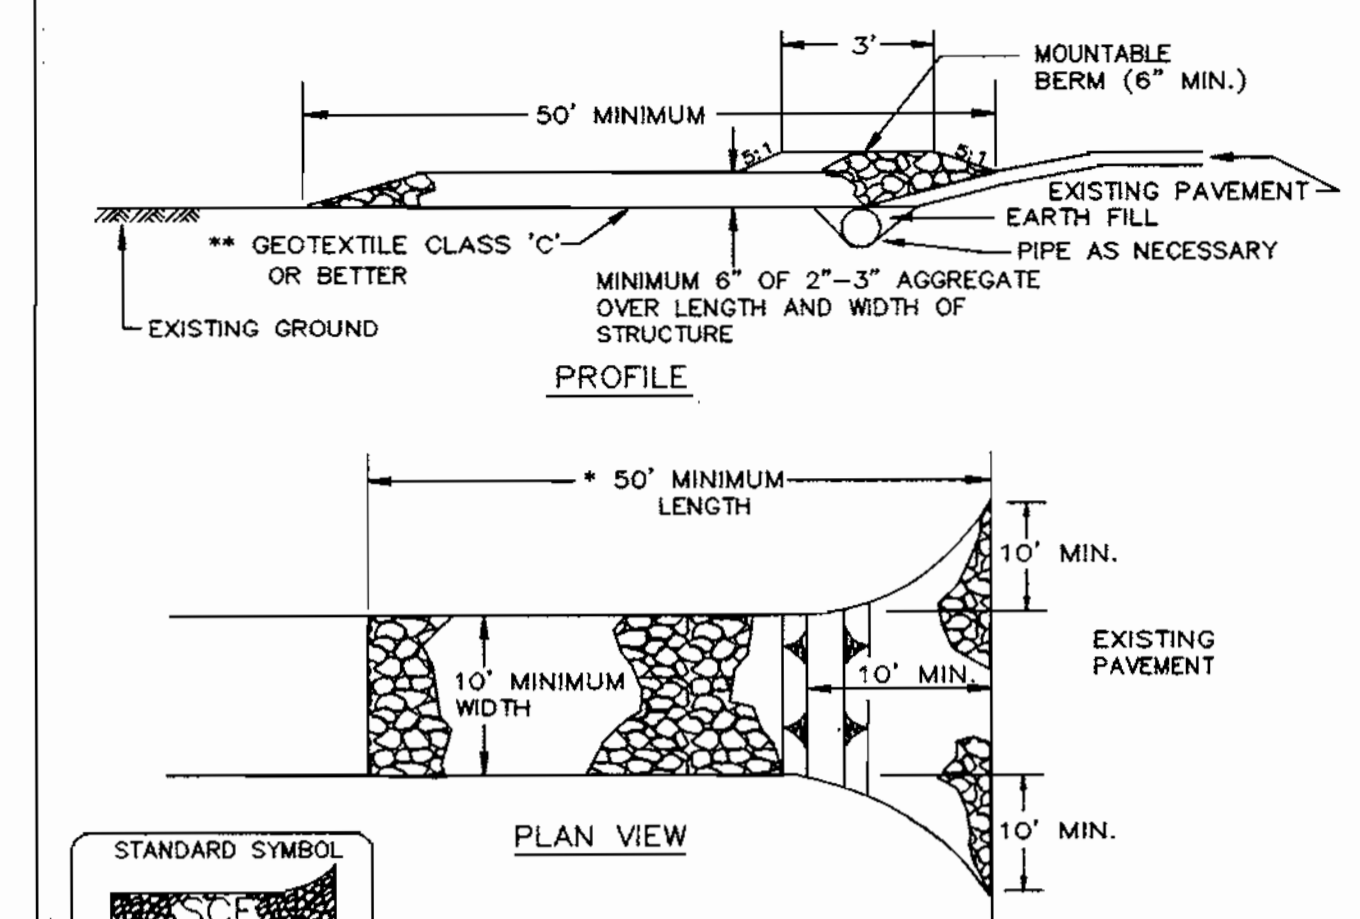 3'
MOUNTABLE
BERM (6" MIN.)
50' MINIMUM
5:1
5:1
EXISTING PAVEMENT
EARTH FILL
** GEOTEXTILE CLASS 'C'
OR BETTER
PIPE AS NECESSARY
MINIMUM 6" OF 2"-3" AGGREGATE
OVER LENGTH AND WIDTH OF
STRUCTURE
EXISTING GROUND
PROFILE
* 50' MINIMUM
LENGTH
10' MIN.
EXISTING
PAVEMENT
10' MINIMUM
WIDTH
10' MIN.
10' MIN.
PLAN VIEW
STANDARD SYMBOL
SCE